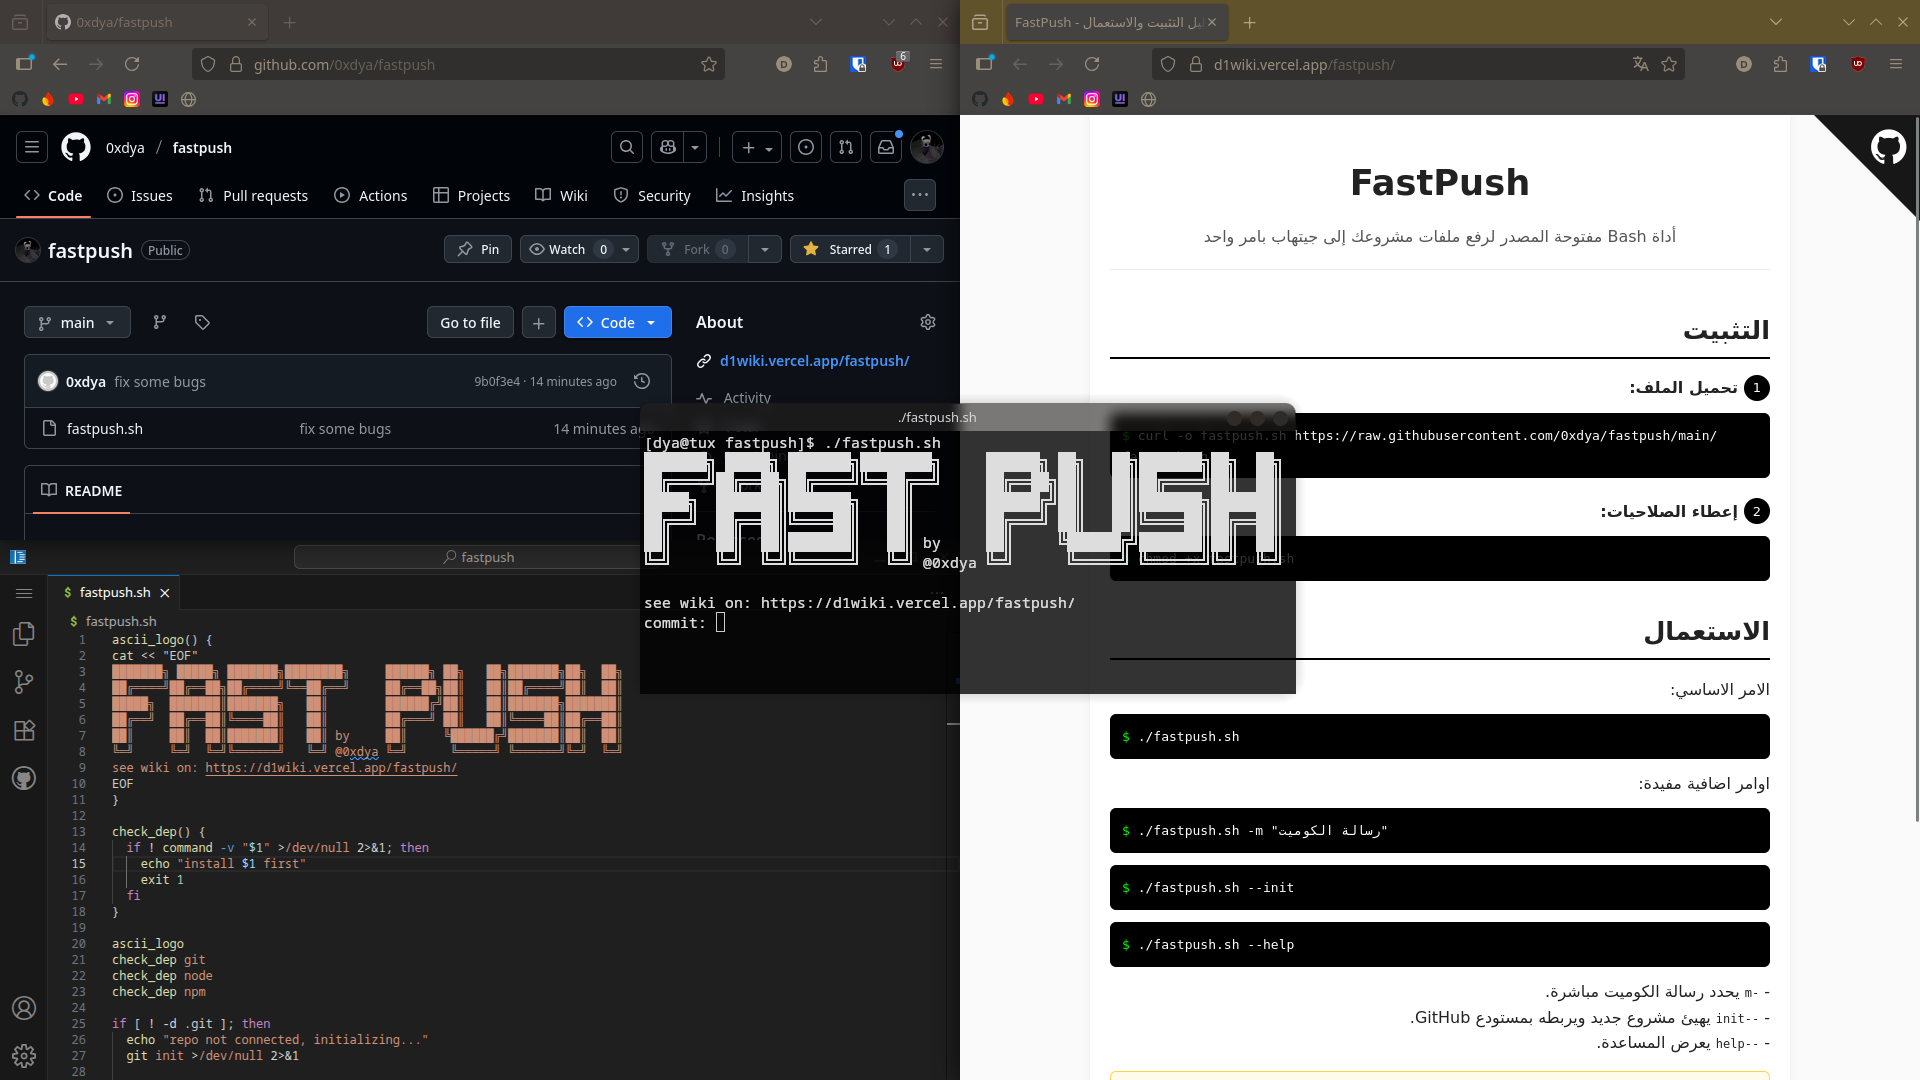 0xdya/fastpush
github.com/0xdya/fastpush
6
0xdya / fastpush
Code Issues Pull requests Actions Projects Wiki Security Insights
fastpush Public
Pin Watch 0 Fork 0 Starred 1
main Go to file Code
0xdya fix some bugs 9b0f3e4 · 14 minutes ago
fastpush.sh fix some bugs 14 minutes ago
README
About
d1wiki.vercel.app/fastpush/
Activity
FastPush - دليل التثبيت والاستعمال
d1wiki.vercel.app/fastpush/
FastPush
أداة Bash مفتوحة المصدر لرفع ملفات مشروعك إلى جيتهاب بامر واحد
التثبيت
1 تحميل الملف:
$ curl -o fastpush.sh https://raw.githubusercontent.com/0xdya/fastpush/main/
2 إعطاء الصلاحيات:
chmod +x fastpush.sh
الاستعمال
الامر الاساسي:
$ ./fastpush.sh
اوامر اضافية مفيدة:
$ ./fastpush.sh -m "رسالة الكوميت"
$ ./fastpush.sh --init
$ ./fastpush.sh --help
- -m يحدد رسالة الكوميت مباشرة.
- --init يهيئ مشروع جديد ويربطه بمستودع GitHub.
- --help يعرض المساعدة.
./fastpush.sh
[dya@tux fastpush]$ ./fastpush.sh
FAST PUSH
by
@0xdya
see wiki on: https://d1wiki.vercel.app/fastpush/
commit:
fastpush
$ fastpush.sh
$ fastpush.sh
1 ascii_logo() {
2 cat << "EOF"
3
4
5
6
FAST PUSH
7 by
8 @0xdya
9 see wiki on: https://d1wiki.vercel.app/fastpush/
10 EOF
11 }
12
13 check_dep() {
14 if ! command -v "$1" >/dev/null 2>&1; then
15 echo "install $1 first"
16 exit 1
17 fi
18 }
19
20 ascii_logo
21 check_dep git
22 check_dep node
23 check_dep npm
24
25 if [ ! -d .git ]; then
26 echo "repo not connected, initializing..."
27 git init >/dev/null 2>&1
28